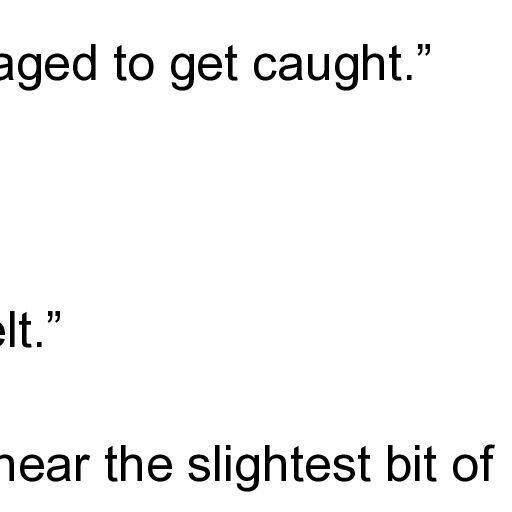 aged to get caught.”
elt.”
hear the slightest bit of